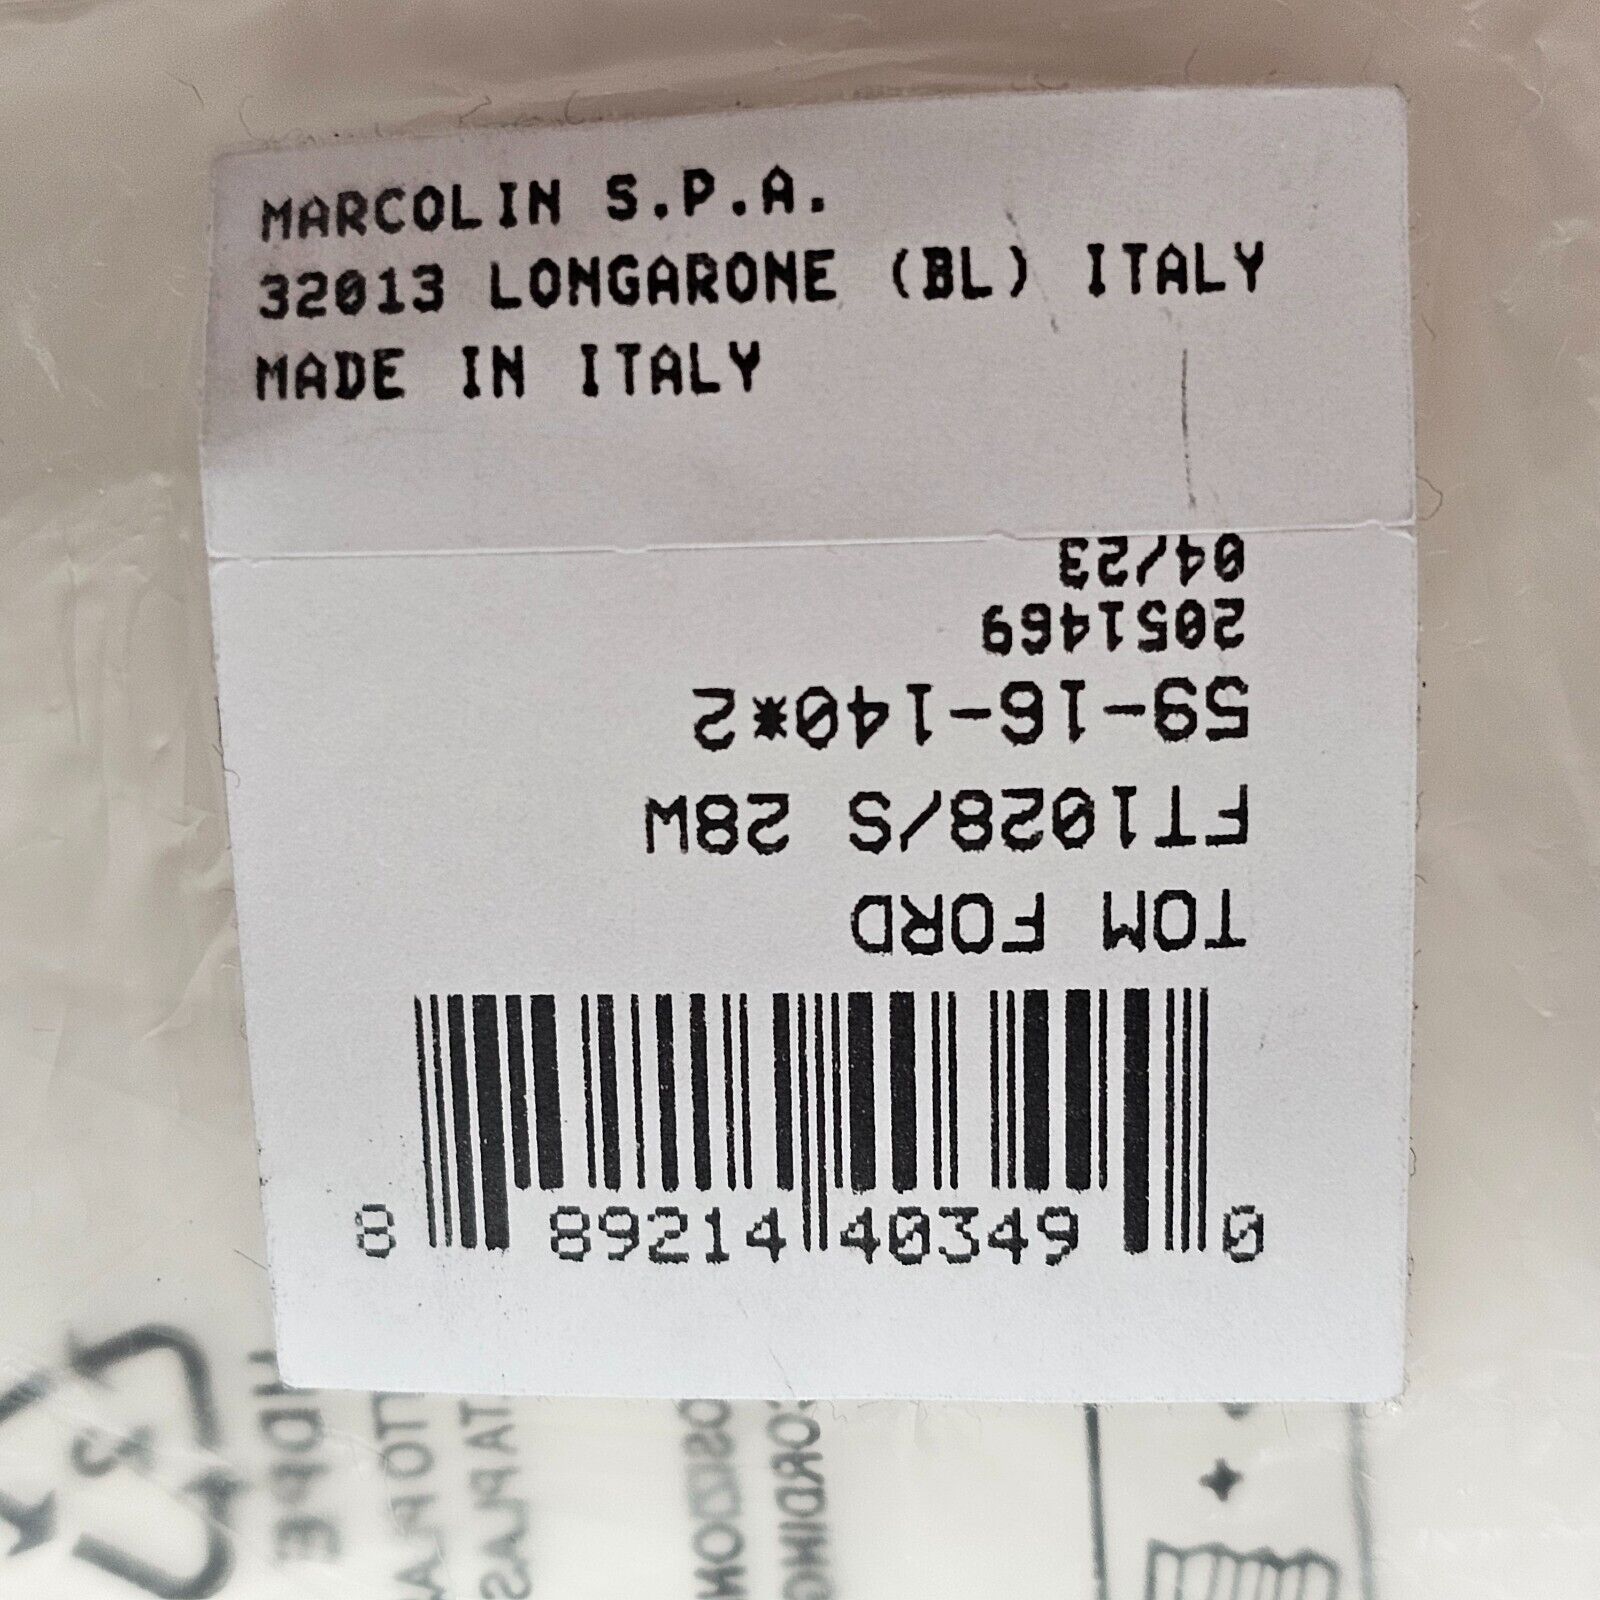 MARCOLIN S.P.A.
32013 LONGARONE (BL) ITALY
MADE IN ITALY
TOM FORD
FT1028/S 28W
59-16-140*2
2051469
04/23
8 89214 40349 0